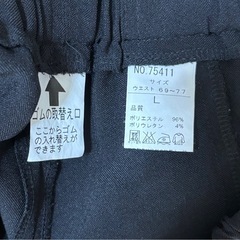 ゴムの取替え口
ここからゴム
の入れ替えが
できます
NO.75411
サイズ
ウエスト 69~77
L
品質
ポリエステル 96%
ポリウレタン 4%